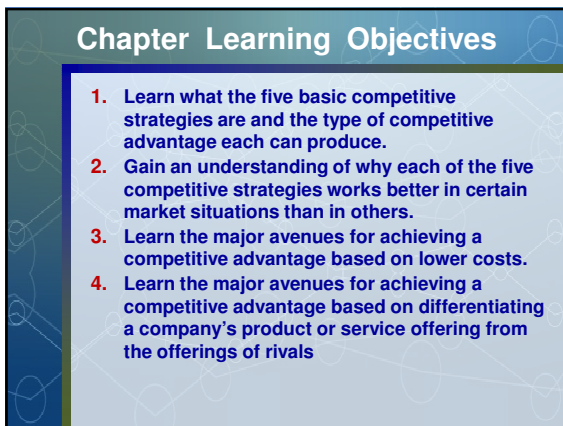 Chapter Learning Objectives
1. Learn what the five basic competitive
strategies are and the type of competitive
advantage each can produce.
2. Gain an understanding of why each of the five
competitive strategies works better in certain
market situations than in others.
3. Learn the major avenues for achieving a
competitive advantage based on lower costs.
4. Learn the major avenues for achieving a
competitive advantage based on differentiating
a company’s product or service offering from
the offerings of rivals